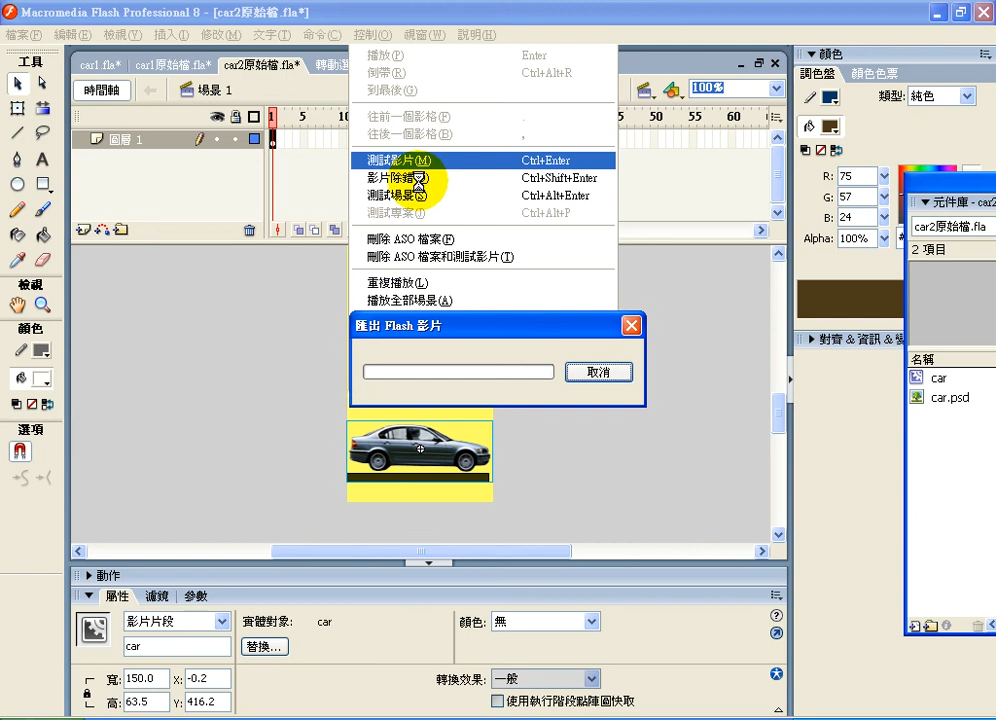 Macromedia Flash Professional 8 - [car2原始檔.fla*]
檔案(F) 編輯(E) 檢視(V) 插入(I) 修改(M) 文字(T) 命令(C) 控制(O) 視窗(W) 說明(H)
工具
car1.fla* car1原始檔.fla* car2原始檔.fla*
時間軸 場景 1 100%
1 5 50 55 60
圖層 1
播放(P) Enter
倒帶(R) Ctrl+Alt+R
到最後(G)
往前一個影格(F) .
往後一個影格(B) ,
測試影片(M) Ctrl+Enter
影片除錯 Ctrl+Shift+Enter
測試場景(S) Ctrl+Alt+Enter
測試專案(J) Ctrl+Alt+P
刪除 ASO 檔案(F)
刪除 ASO 檔案和測試影片(T)
重複播放(L)
播放全部場景(A)
匯出 Flash 影片
取消
檢視
顏色
選項
顏色
調色盤 顏色色票
類型: 純色
R: 75
G: 57
B: 24
Alpha: 100% #
對齊 & 資訊 &
元件庫 - car2
car2原始檔.fla
2 項目
名稱
car
car.psd
動作
屬性 濾鏡 參數
影片片段 實體對象: car 顏色: 無
car 替換...
寬: 150.0 X: -0.2 轉換效果: 一般
高: 63.5 Y: 416.2 使用執行階段點陣圖快取